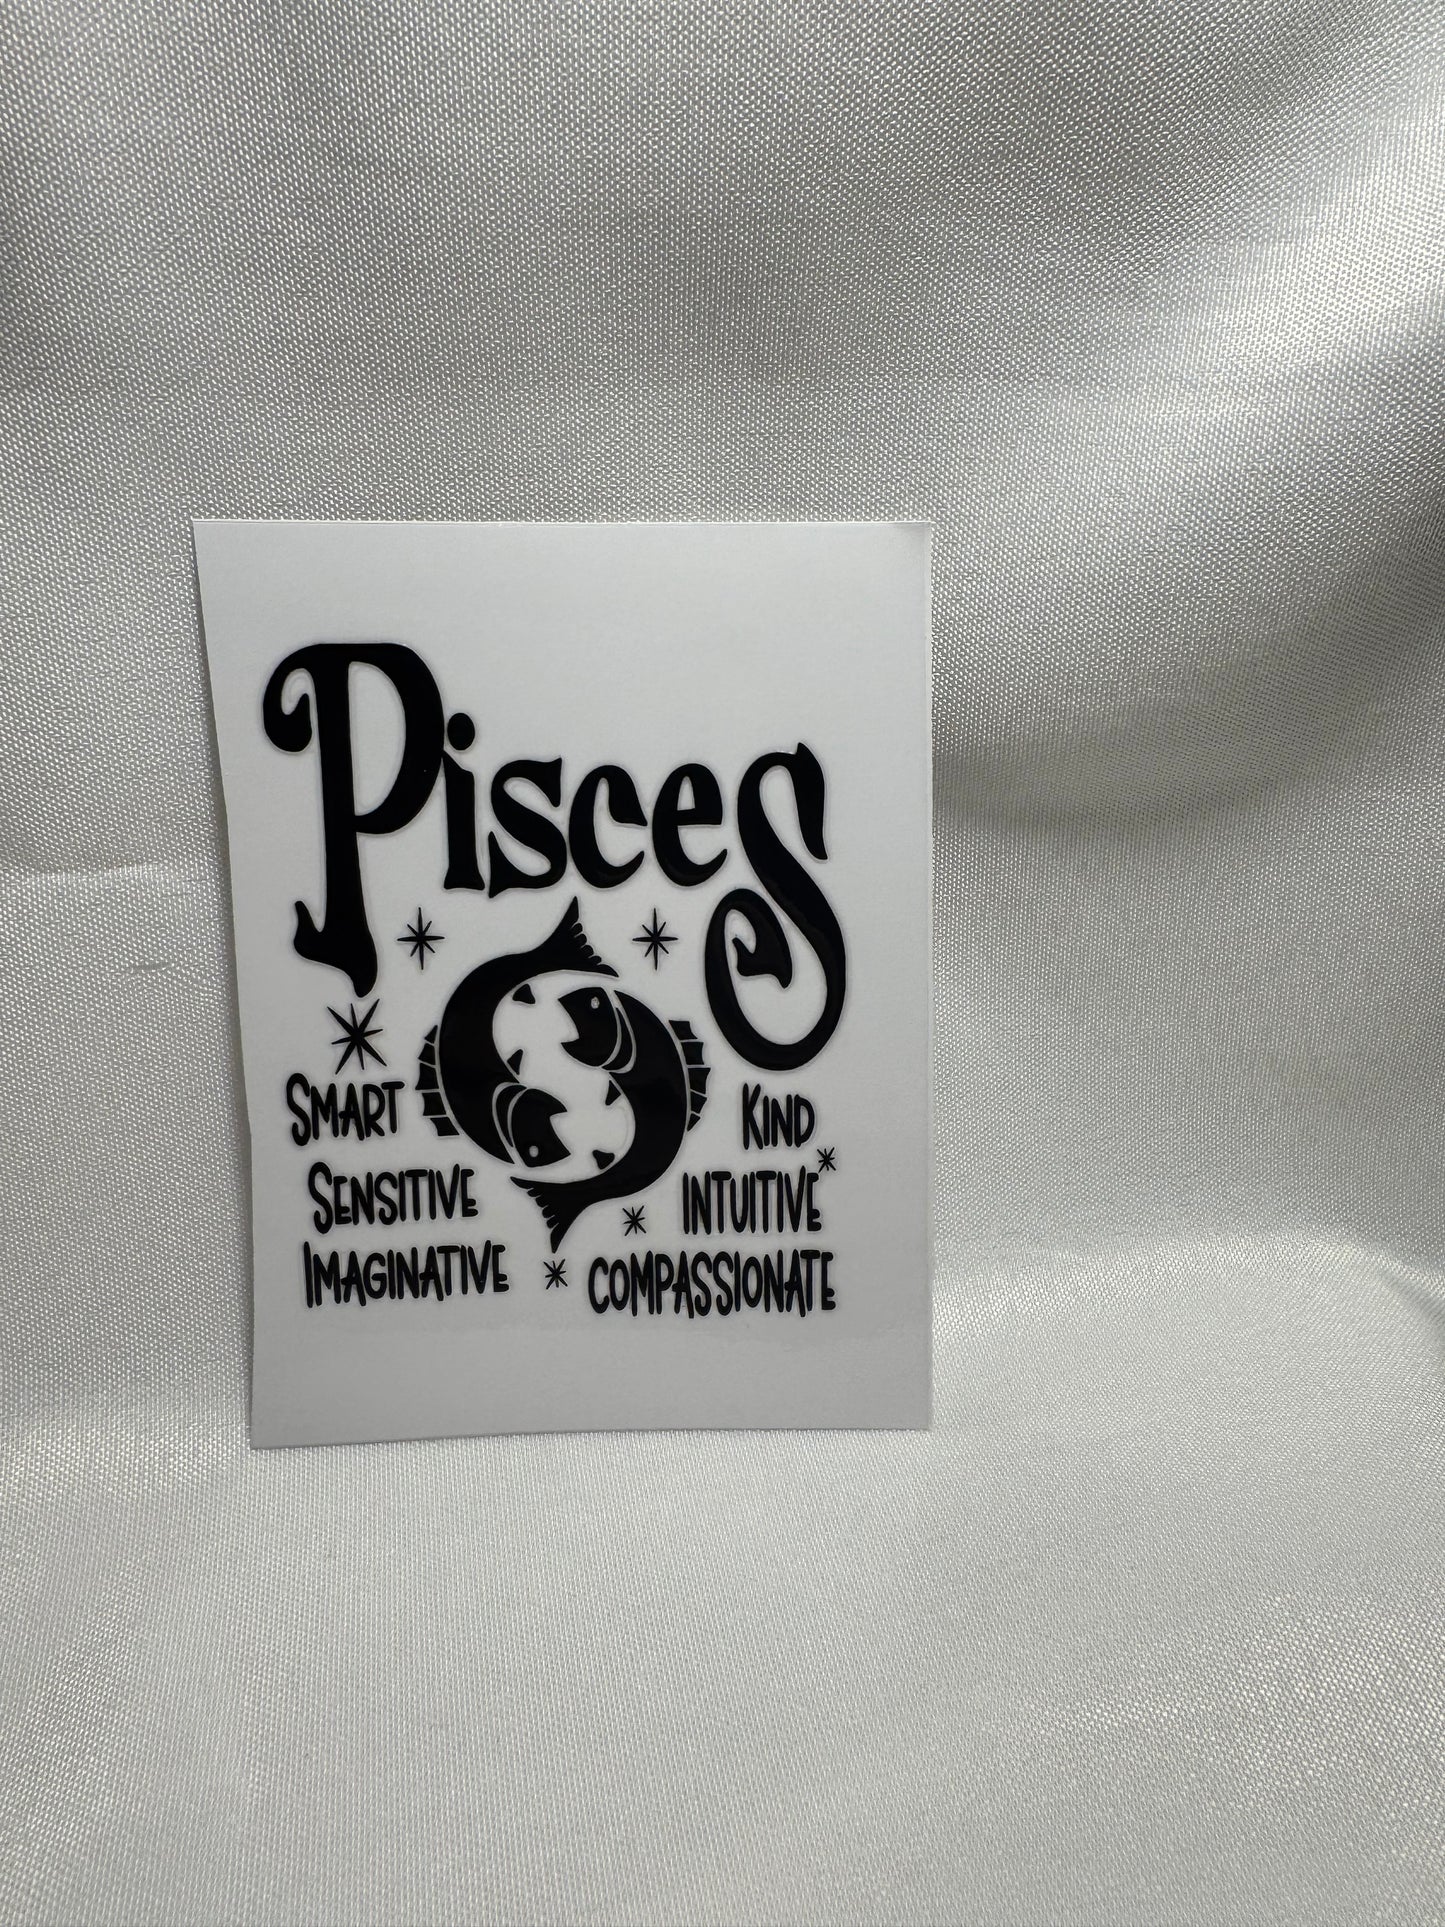 Pisces
Smart
Kind
Sensitive
Intuitive
Imaginative
Compassionate